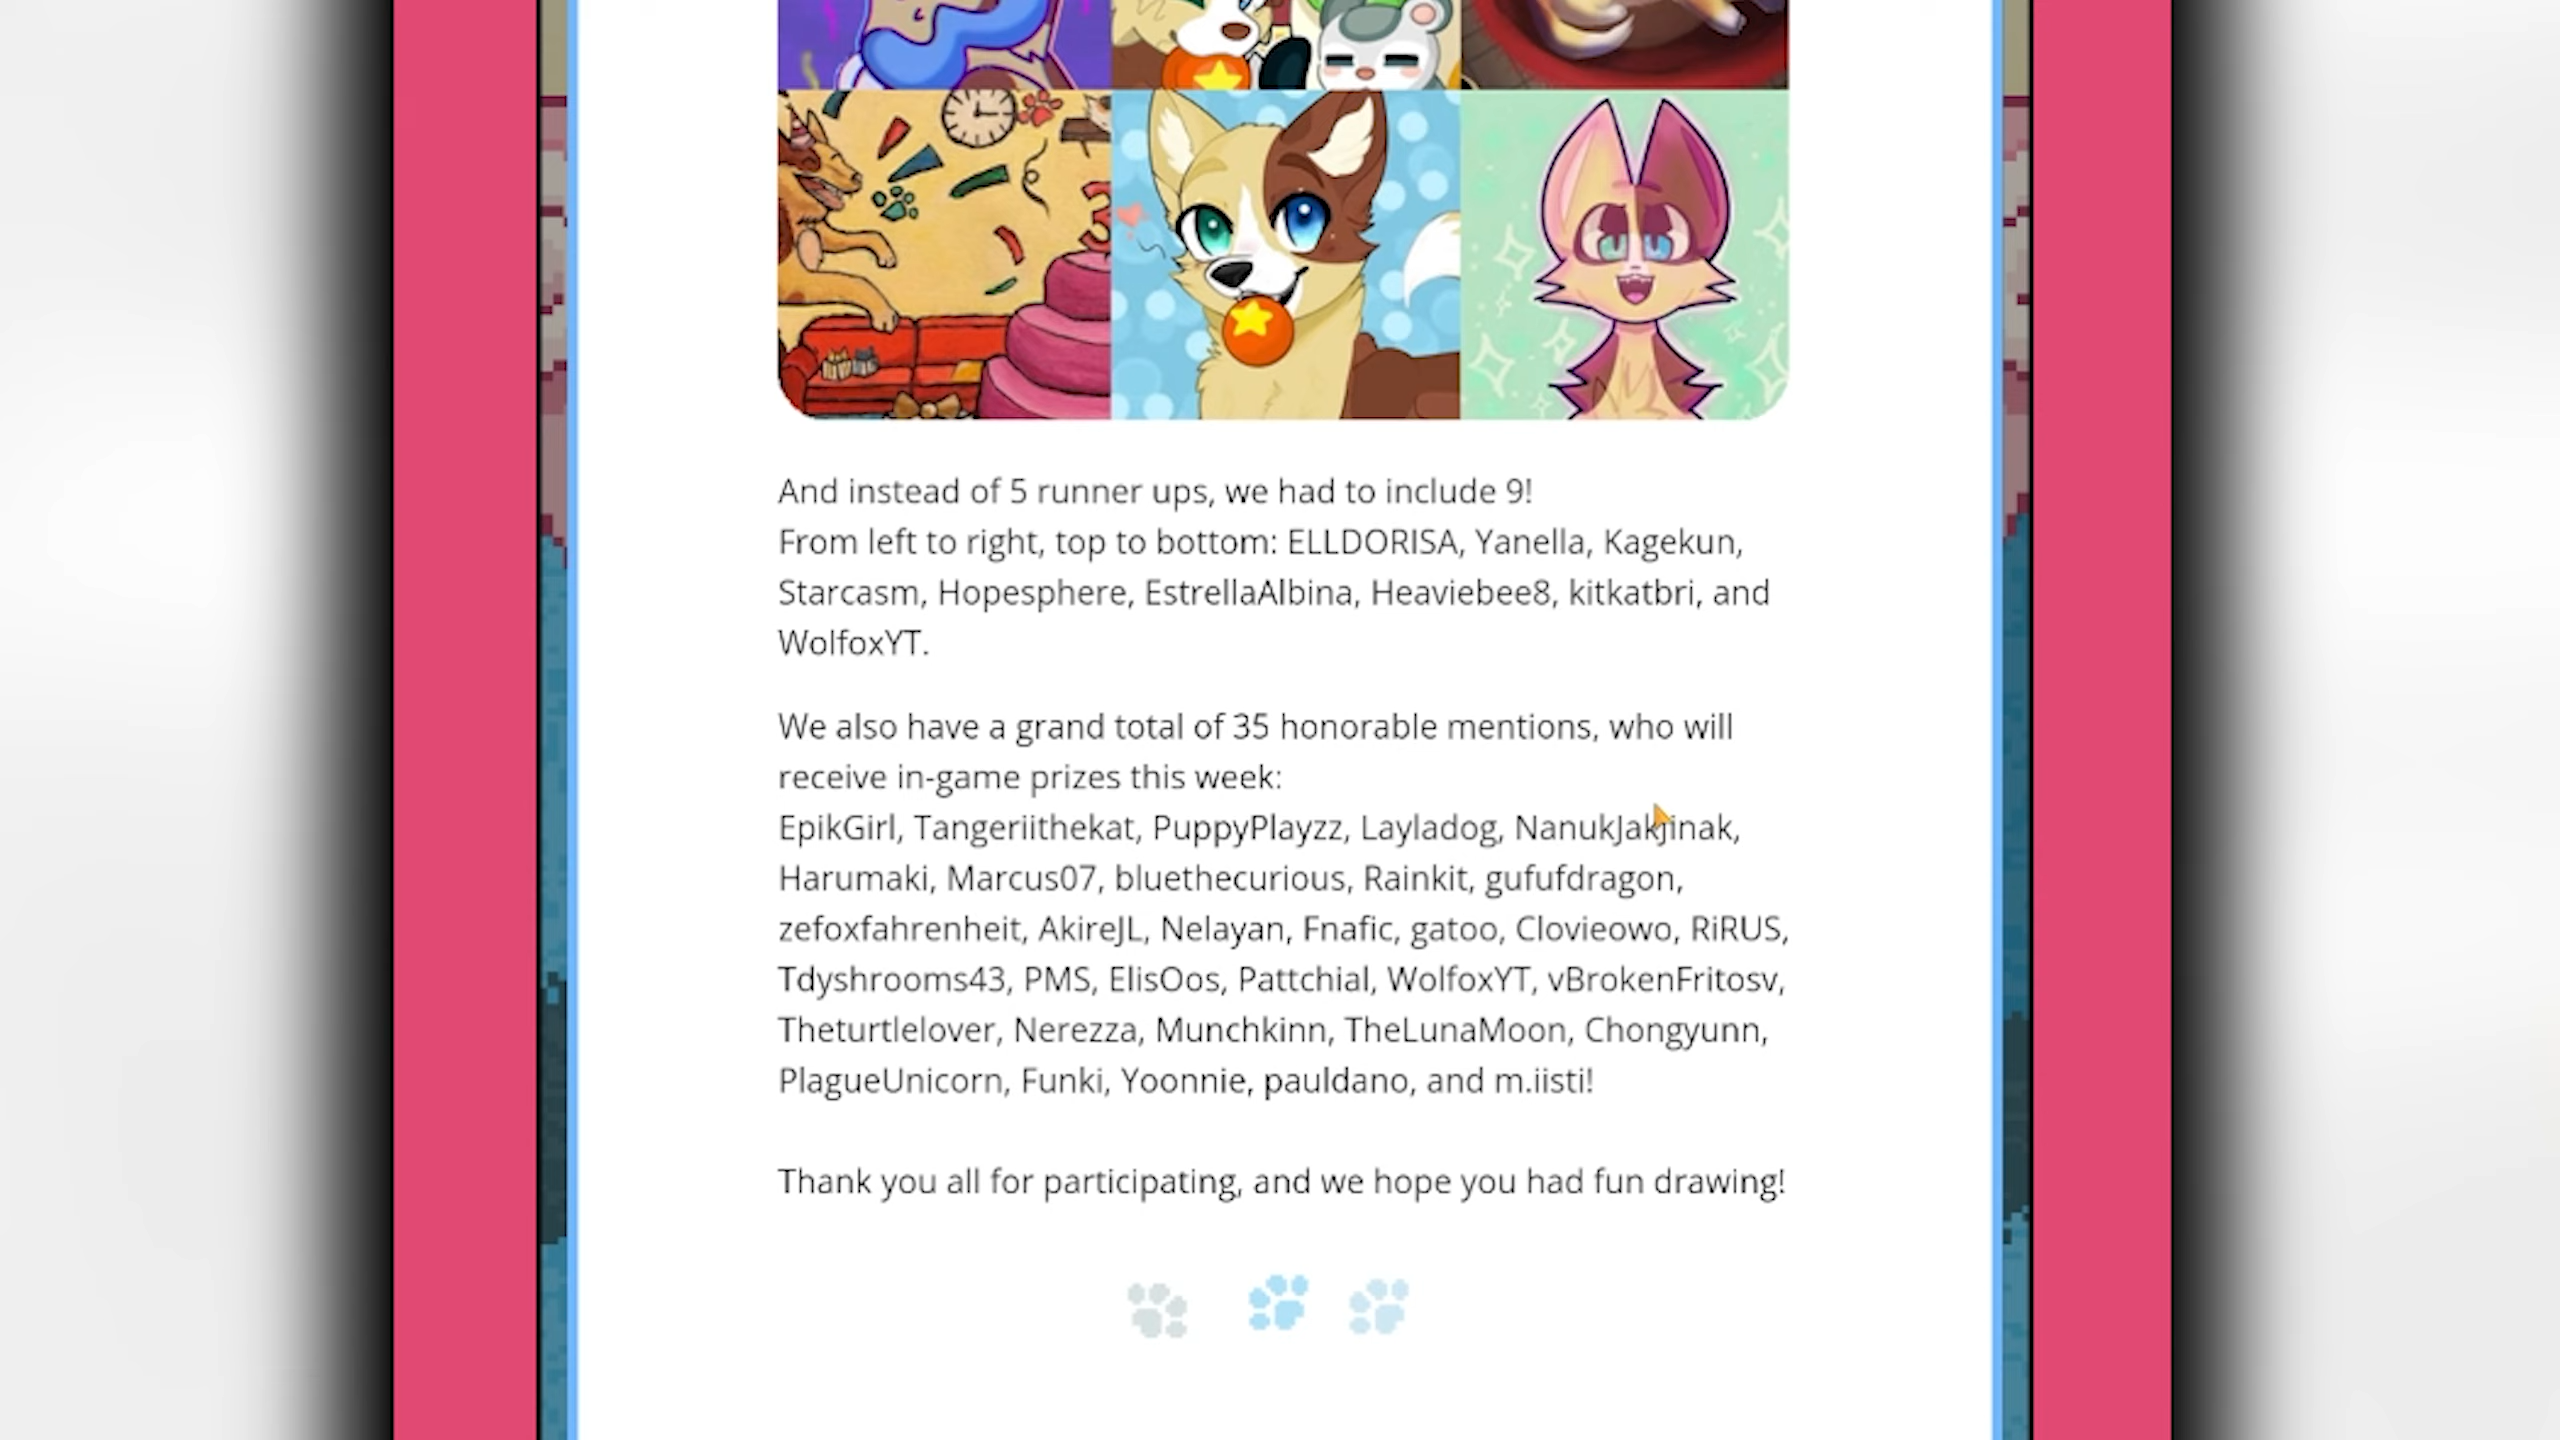 3
And instead of 5 runner ups, we had to include 9!
From left to right, top to bottom: ELLDORISA, Yanella, Kagekun,
Starcasm, Hopesphere, EstrellaAlbina, Heaviebee8, kitkatbri, and
WolfoxYT.
We also have a grand total of 35 honorable mentions, who will
receive in-game prizes this week:
EpikGirl, Tangeriithekat, PuppyPlayzz, Layladog, NanukJakJinak,
Harumaki, Marcus07, bluethecurious, Rainkit, gufufdragon,
zefoxfahrenheit, AkireJL, Nelayan, Fnafic, gatoo, Clovieowo, RiRUS,
Tdyshrooms43, PMS, ElisOos, Pattchial, WolfoxYT, vBrokenFritosv,
Theturtlelover, Nerezza, Munchkinn, TheLunaMoon, Chongyunn,
PlagueUnicorn, Funki, Yoonnie, pauldano, and m.iisti!
Thank you all for participating, and we hope you had fun drawing!